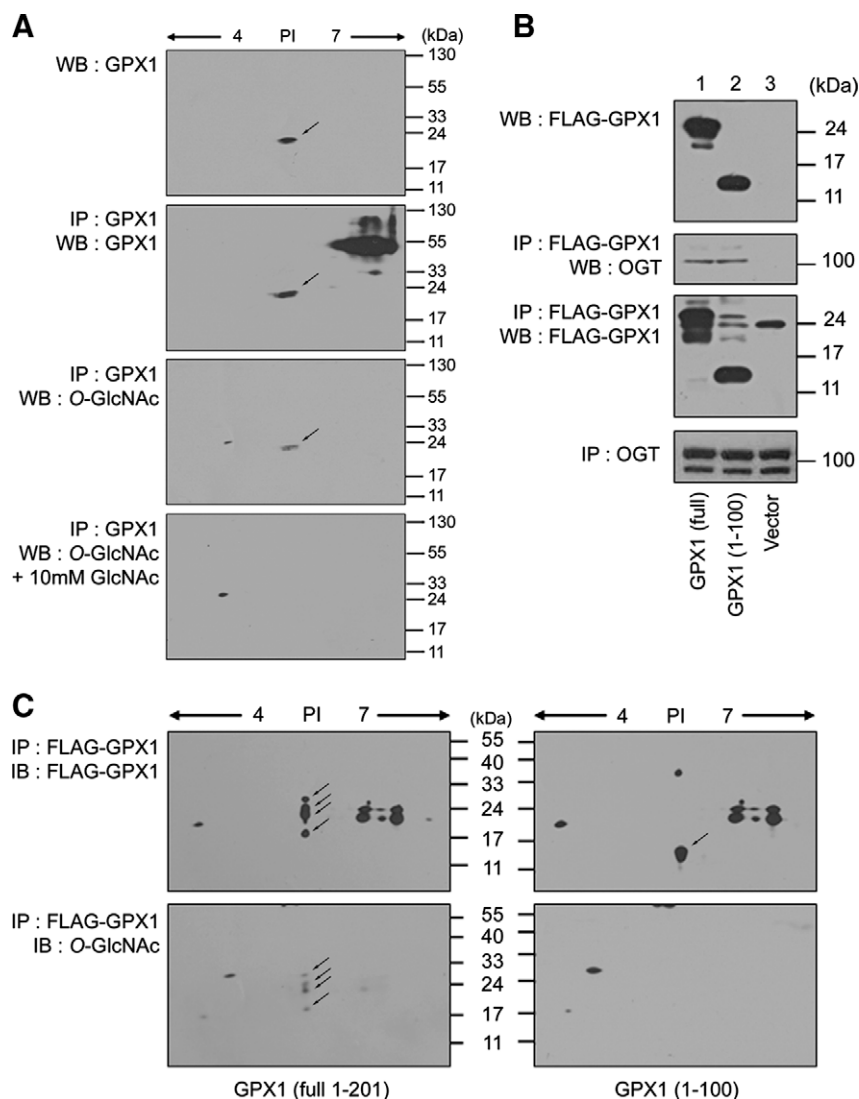 A
4 PI 7 (kDa)
WB : GPX1
130
55
33
24
17
11
IP : GPX1
WB : GPX1
130
55
33
24
17
11
IP : GPX1
WB : O-GlcNAc
130
55
33
24
17
11
IP : GPX1
WB : O-GlcNAc
+ 10mM GlcNAc
130
55
33
24
17
11
B
1 2 3 (kDa)
WB : FLAG-GPX1
24
17
11
IP : FLAG-GPX1
WB : OGT
100
IP : FLAG-GPX1
WB : FLAG-GPX1
24
17
11
IP : OGT
100
GPX1 (full)
GPX1 (1-100)
Vector
C
4 PI 7 (kDa) 4 PI 7
IP : FLAG-GPX1
IB : FLAG-GPX1
55
40
33
24
17
11
IP : FLAG-GPX1
IB : O-GlcNAc
55
40
33
24
17
11
GPX1 (full 1-201)
GPX1 (1-100)